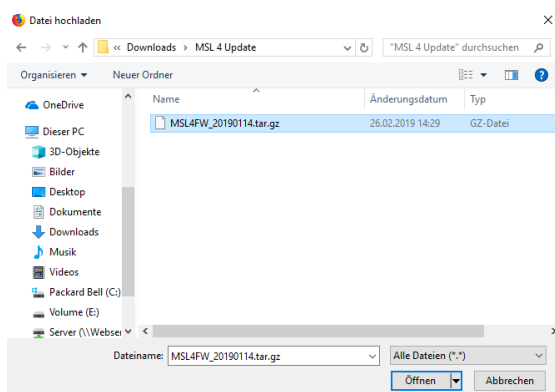 Datei hochladen
« Downloads › MSL 4 Update
"MSL 4 Update" durchsuchen
Organisieren
Neuer Ordner
Name
Änderungsdatum
Typ
MSL4FW_20190114.tar.gz
26.02.2019 14:29
GZ-Datei
OneDrive
Dieser PC
3D-Objekte
Bilder
Desktop
Dokumente
Downloads
Musik
Videos
Packard Bell (C:)
Volume (E:)
Server (\\Webser
Dateiname:
MSL4FW_20190114.tar.gz
Alle Dateien (*.*)
Öffnen
Abbrechen